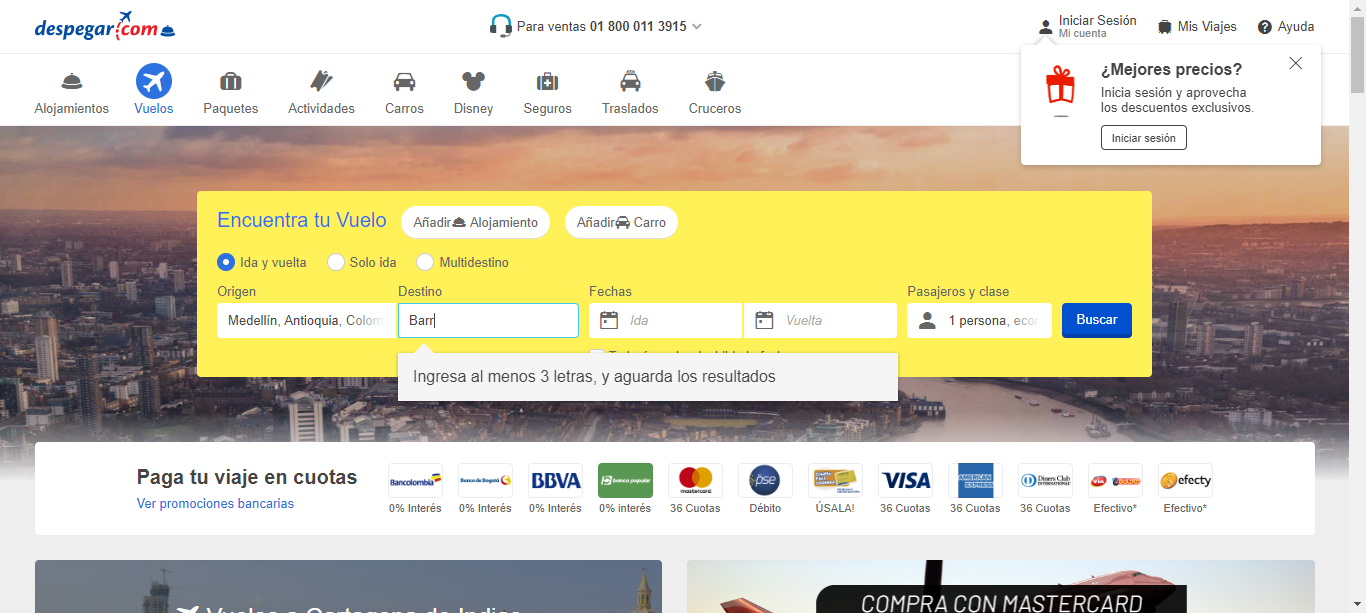 despegar.com
Para ventas 01 800 011 3915
Iniciar Sesión
Mi cuenta
Mis Viajes
Ayuda
Alojamientos
Vuelos
Paquetes
Actividades
Carros
Disney
Seguros
Traslados
Cruceros
¿Mejores precios?
Inicia sesión y aprovecha
los descuentos exclusivos.
Iniciar sesión
Encuentra tu Vuelo
Añadir Alojamiento
Añadir Carro
Ida y vuelta
Solo ida
Multidestino
Origen
Destino
Fechas
Pasajeros y clase
Medellín, Antioquia, Colom
Barr
Ida
Vuelta
1 persona, econ
Buscar
Ingresa al menos 3 letras, y aguarda los resultados
Paga tu viaje en cuotas
Ver promociones bancarias
Bancolombia
Banco de Bogotá
BBVA
banco popular
mastercard
pse
VISA
AMERICAN EXPRESS
Diners Club
INTERNATIONAL
via BALOTO
efecty
0% Interés
0% Interés
0% Interés
0% interés
36 Cuotas
Débito
ÚSALA!
36 Cuotas
36 Cuotas
36 Cuotas
Efectivo*
Efectivo*
Vuelos a Cartagena de Indias
COMPRA CON MASTERCARD